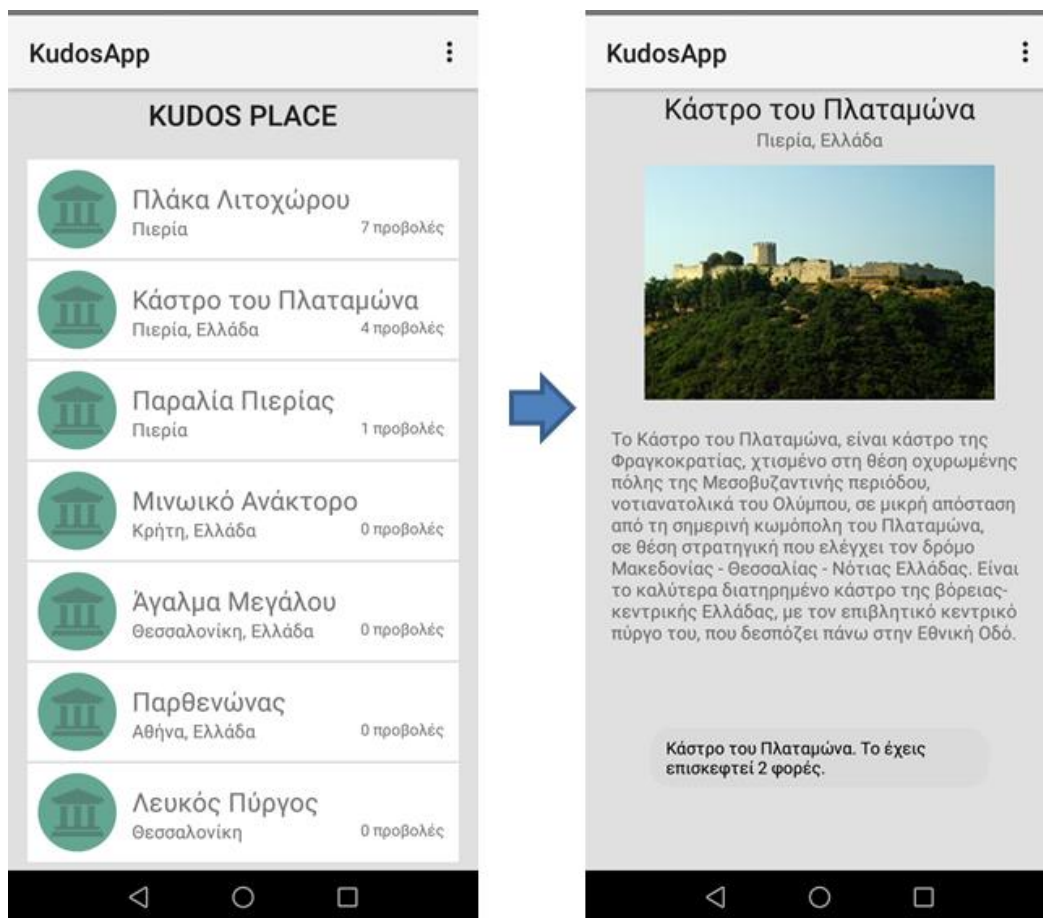 KudosApp
KUDOS PLACE
Πλάκα Λιτοχώρου
Πιερία
7 προβολές
Κάστρο του Πλαταμώνα
Πιερία, Ελλάδα
4 προβολές
Παραλία Πιερίας
Πιερία
1 προβολές
Μινωικό Ανάκτορο
Κρήτη, Ελλάδα
0 προβολές
Άγαλμα Μεγάλου
Θεσσαλονίκη, Ελλάδα
0 προβολές
Παρθενώνας
Αθήνα, Ελλάδα
0 προβολές
Λευκός Πύργος
Θεσσαλονίκη
0 προβολές
KudosApp
Κάστρο του Πλαταμώνα
Πιερία, Ελλάδα
Το Κάστρο του Πλαταμώνα, είναι κάστρο της
Φραγκοκρατίας, χτισμένο στη θέση οχυρωμένης
πόλης της Μεσοβυζαντινής περιόδου,
νοτιανατολικά του Ολύμπου, σε μικρή απόσταση
από τη σημερινή κωμόπολη του Πλαταμώνα,
σε θέση στρατηγική που ελέγχει τον δρόμο
Μακεδονίας - Θεσσαλίας - Νότιας Ελλάδας. Είναι
το καλύτερα διατηρημένο κάστρο της βόρειας-
κεντρικής Ελλάδας, με τον επιβλητικό κεντρικό
πύργο του, που δεσπόζει πάνω στην Εθνική Οδό.
Κάστρο του Πλαταμώνα. Το έχεις
επισκεφτεί 2 φορές.